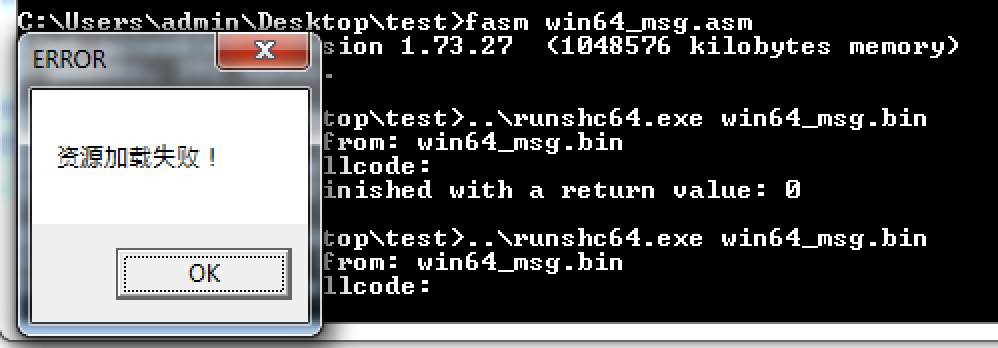 C:\Users\admin\Desktop\test>fasm win64_msg.asm
sion 1.73.27 (1048576 kilobytes memory)
.
top\test>..\runshc64.exe win64_msg.bin
from: win64_msg.bin
llcode:
inished with a return value: 0
top\test>..\runshc64.exe win64_msg.bin
from: win64_msg.bin
llcode:
ERROR
资源加载失败！
OK